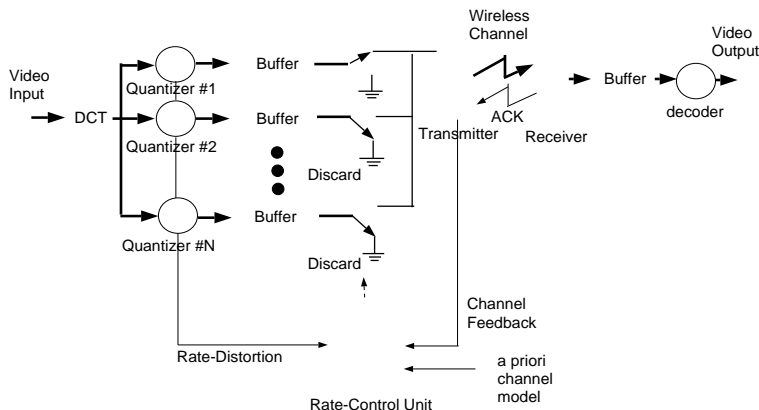 Wireless
Channel
Video
Output
Video
Input
DCT
Quantizer #1
Buffer
Buffer
decoder
ACK
Transmitter
Receiver
Quantizer #2
Buffer
Discard
Quantizer #N
Buffer
Discard
Channel
Feedback
Rate-Distortion
a priori
channel
model
Rate-Control Unit